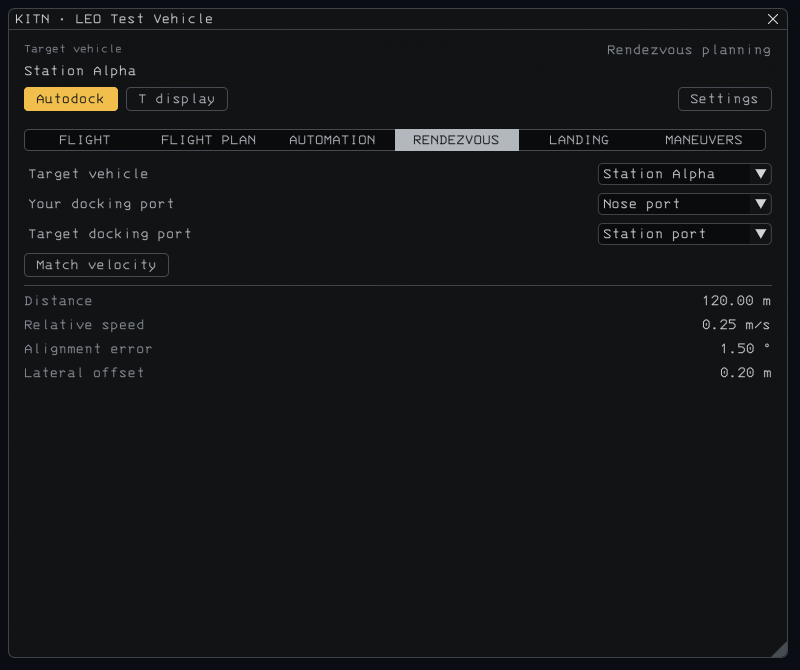 KITN · LEO Test Vehicle
Target vehicle
Rendezvous planning
Station Alpha
Autodock T display Settings
FLIGHT FLIGHT PLAN AUTOMATION RENDEZVOUS LANDING MANEUVERS
Target vehicle Station Alpha
Your docking port Nose port
Target docking port Station port
Match velocity
Distance 120.00 m
Relative speed 0.25 m/s
Alignment error 1.50 °
Lateral offset 0.20 m